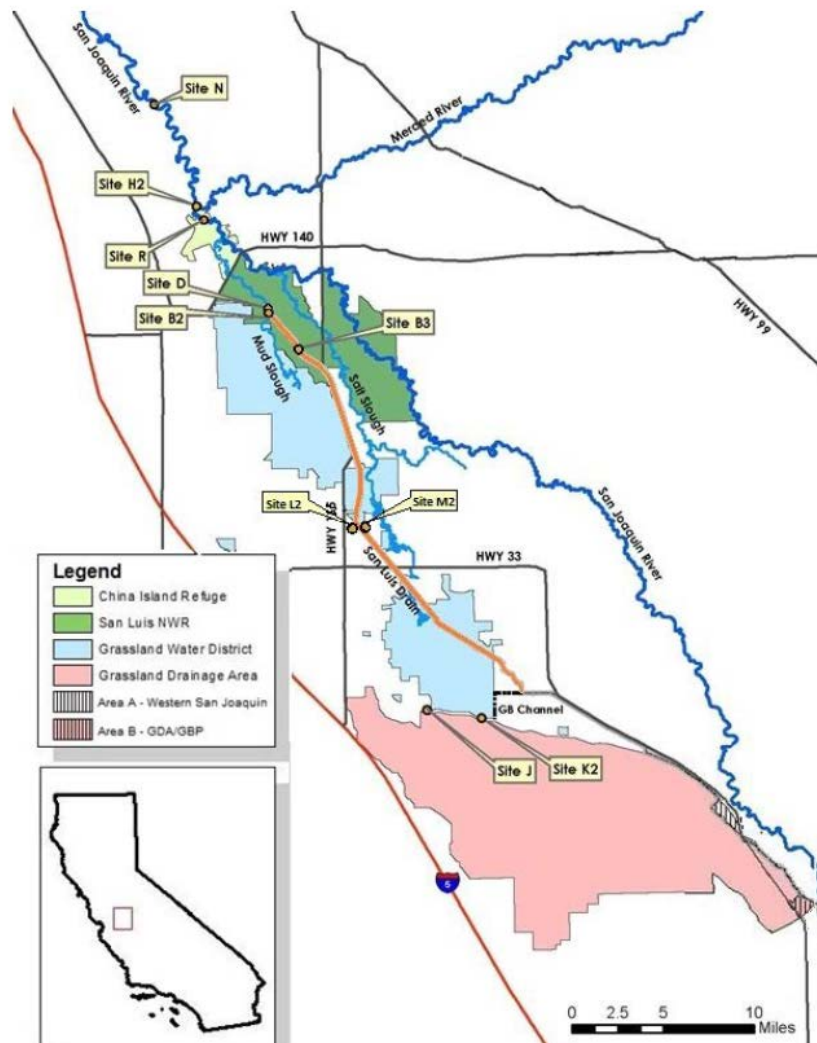 San Joaquin River
Site N
Merced River
Site H2
Site R
HWY 140
HWY 99
Site D
Site B2
Site B3
Mud Slough
Salt Slough
Site L2
Site M2
San Joaquin River
San Luis Drain
HWY 33
Legend
China Island Refuge
San Luis NWR
Grassland Water District
Grassland Drainage Area
Area A - Western San Joaquin
Area B - GDA/GBP
GB Channel
Site J
Site K2
5
0 2.5 5 10
Miles